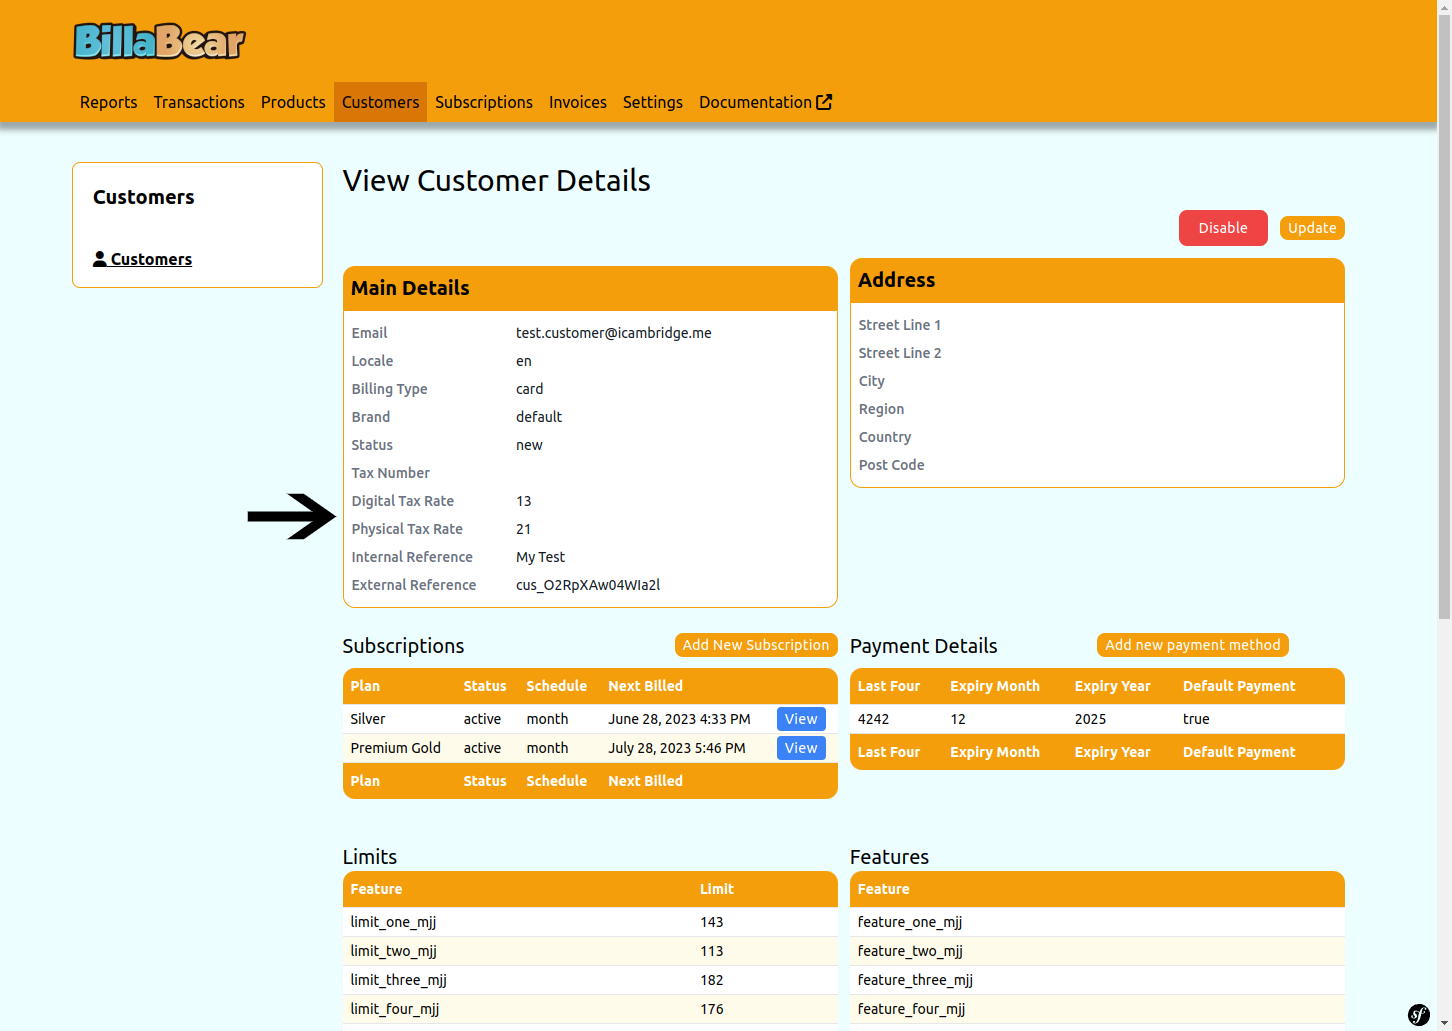 BillaBear
Reports Transactions Products Customers Subscriptions Invoices Settings Documentation
Customers
Customers
View Customer Details
Disable Update
Main Details
Email test.customer@icambridge.me
Locale en
Billing Type card
Brand default
Status new
Tax Number
Digital Tax Rate 13
Physical Tax Rate 21
Internal Reference My Test
External Reference cus_O2RpXAw04WIa2l
Address
Street Line 1
Street Line 2
City
Region
Country
Post Code
Subscriptions Add New Subscription
Plan Status Schedule Next Billed
Silver active month June 28, 2023 4:33 PM View
Premium Gold active month July 28, 2023 5:46 PM View
Plan Status Schedule Next Billed
Payment Details Add new payment method
Last Four Expiry Month Expiry Year Default Payment
4242 12 2025 true
Last Four Expiry Month Expiry Year Default Payment
Limits
Feature Limit
limit_one_mjj 143
limit_two_mjj 113
limit_three_mjj 182
limit_four_mjj 176
Features
Feature
feature_one_mjj
feature_two_mjj
feature_three_mjj
feature_four_mjj
sf